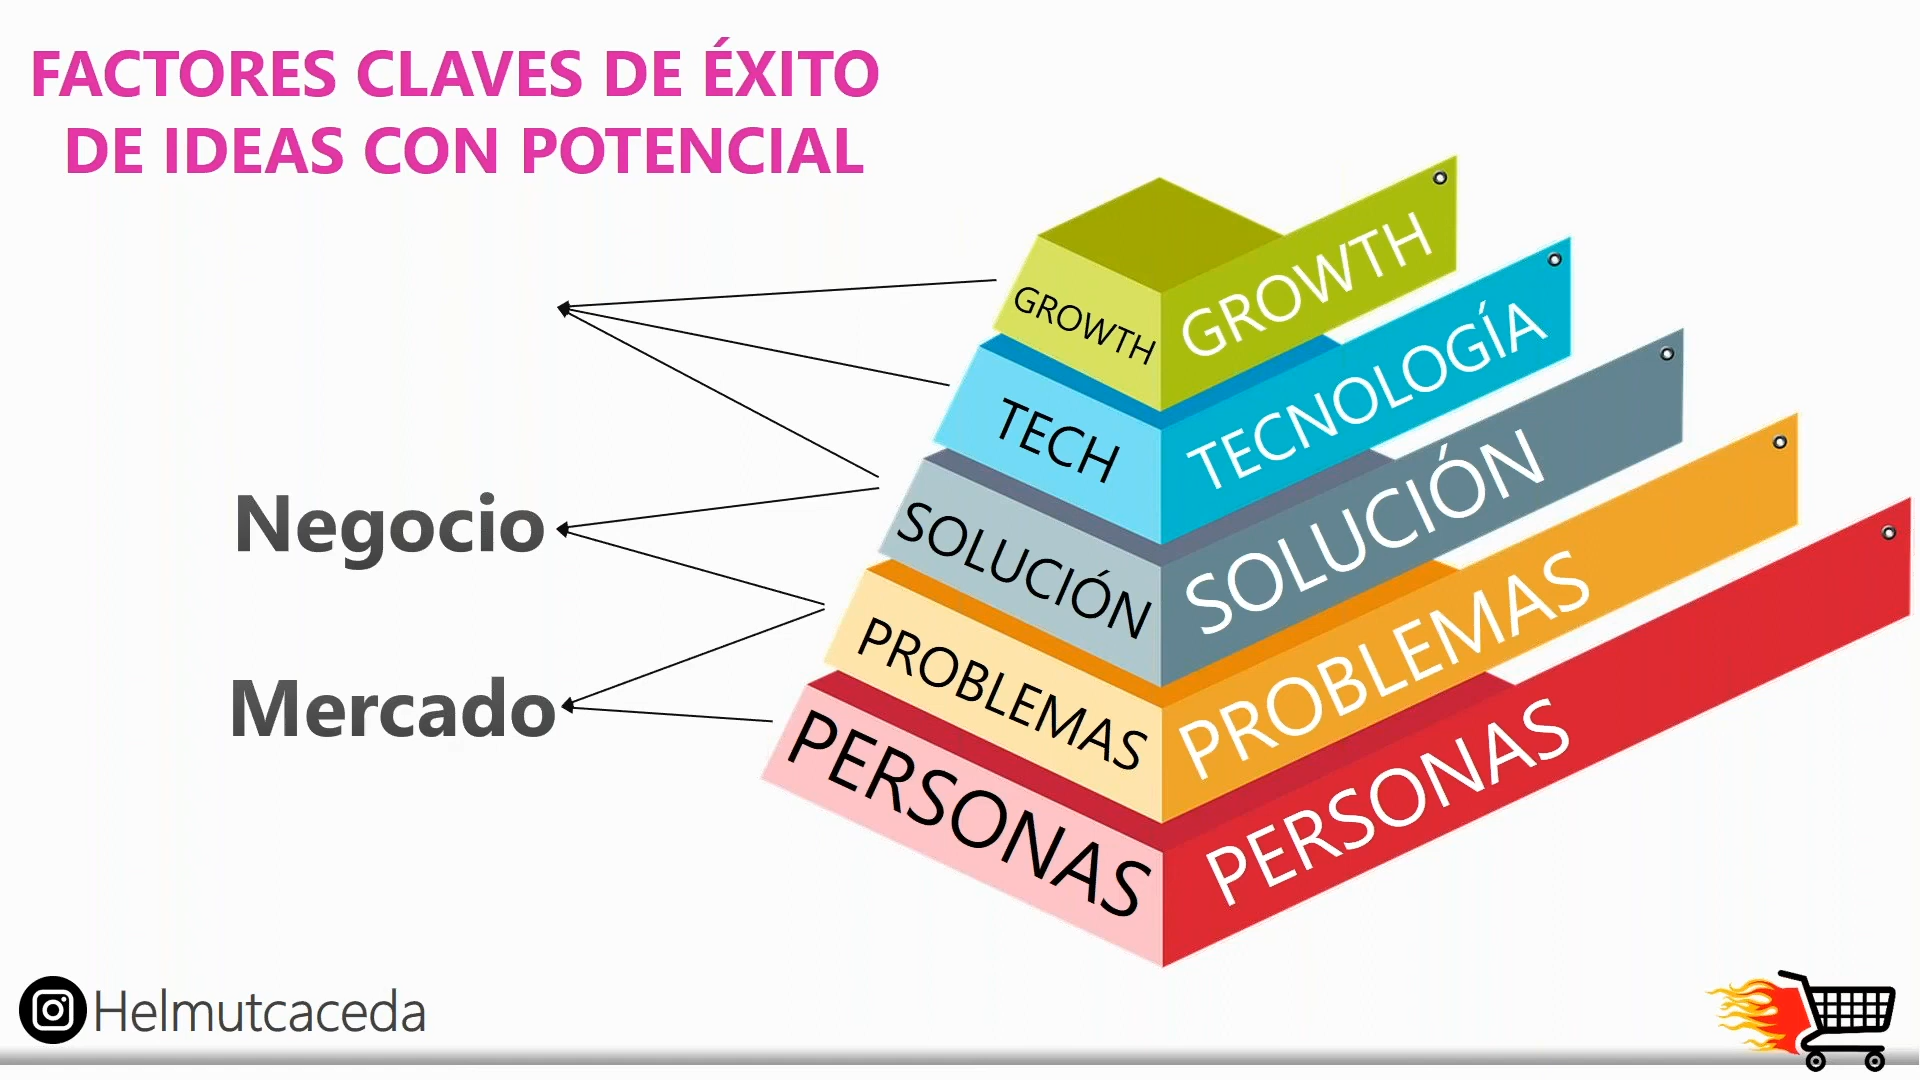 FACTORES CLAVES DE ÉXITO
DE IDEAS CON POTENCIAL
GROWTH
GROWTH
TECH
TECNOLOGÍA
SOLUCIÓN
SOLUCIÓN
Negocio
PROBLEMAS
PROBLEMAS
Mercado
PERSONAS
PERSONAS
Helmutcaceda